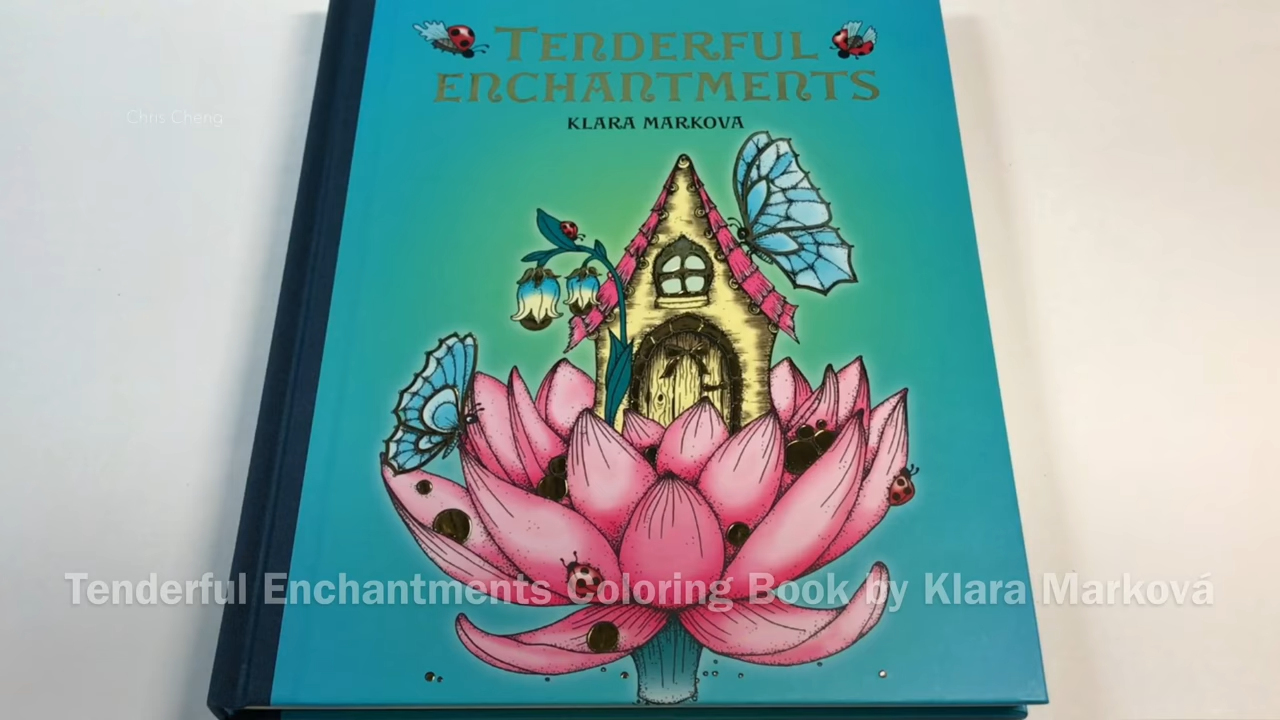 TENDERFUL
ENCHANTMENTS
KLARA MARKOVA
Chris Cheng
Tenderful Enchantments Coloring Book by Klara Marková